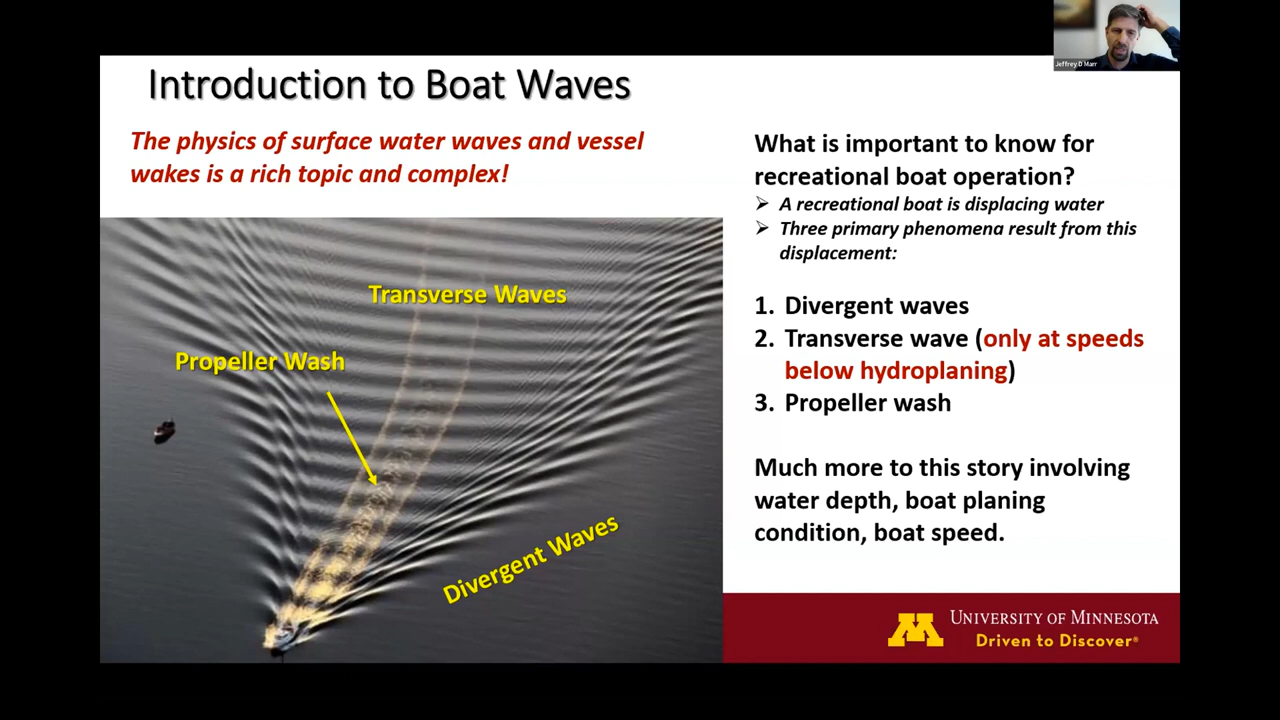 Jeffrey D Marr
Introduction to Boat Waves
The physics of surface water waves and vessel
wakes is a rich topic and complex!
Transverse Waves
Propeller Wash
Divergent Waves
What is important to know for
recreational boat operation?
➢ A recreational boat is displacing water
➢ Three primary phenomena result from this
displacement:
1. Divergent waves
2. Transverse wave (only at speeds
below hydroplaning)
3. Propeller wash
Much more to this story involving
water depth, boat planing
condition, boat speed.
M
UNIVERSITY OF MINNESOTA
Driven to Discover®